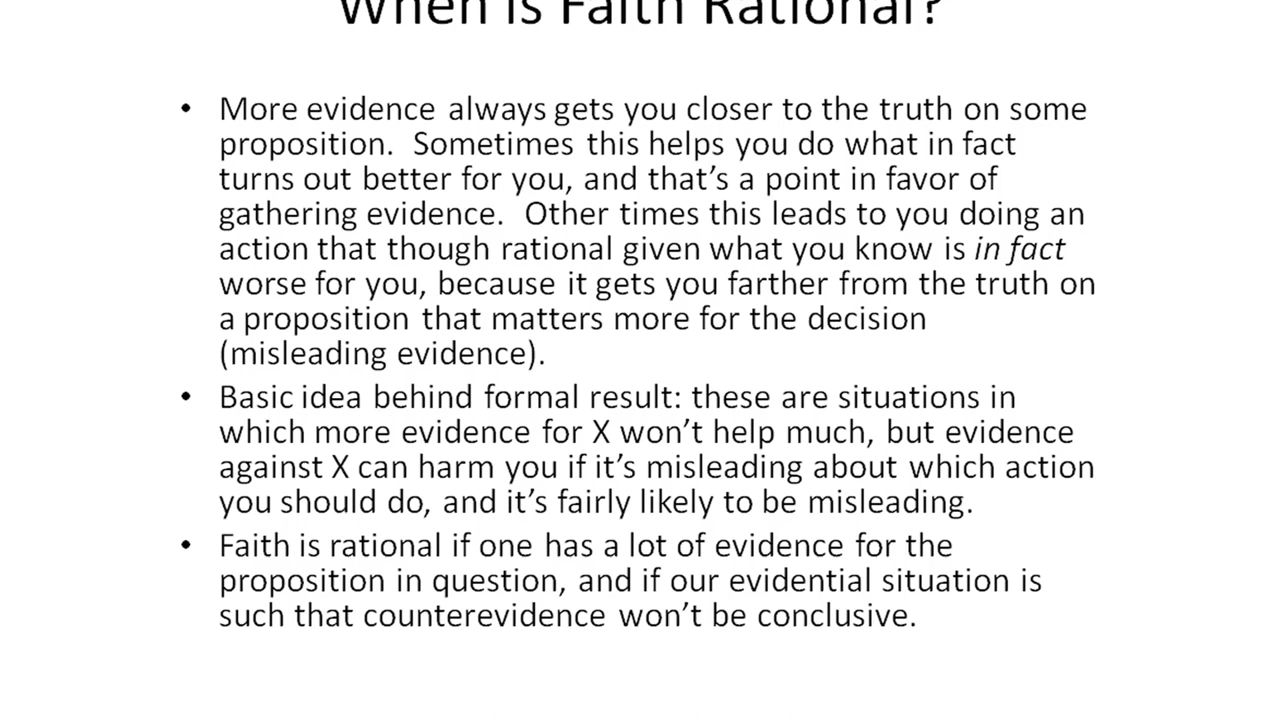 When is Faith Rational?
• More evidence always gets you closer to the truth on some
proposition.  Sometimes this helps you do what in fact
turns out better for you, and that’s a point in favor of
gathering evidence.  Other times this leads to you doing an
action that though rational given what you know is in fact
worse for you, because it gets you farther from the truth on
a proposition that matters more for the decision
(misleading evidence).
• Basic idea behind formal result: these are situations in
which more evidence for X won’t help much, but evidence
against X can harm you if it’s misleading about which action
you should do, and it’s fairly likely to be misleading.
• Faith is rational if one has a lot of evidence for the
proposition in question, and if our evidential situation is
such that counterevidence won’t be conclusive.